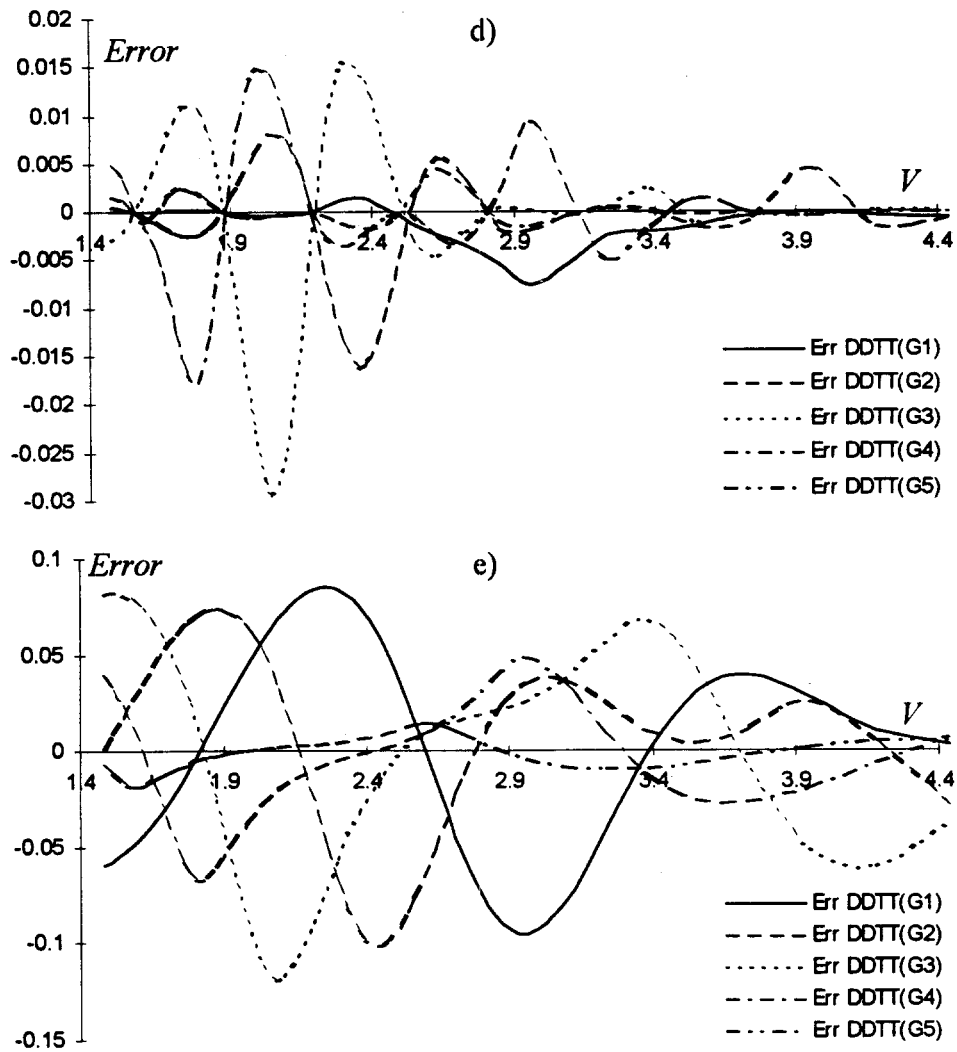 d)
Error
0.02
0.015
0.01
0.005
0
-0.005
-0.01
-0.015
-0.02
-0.025
-0.03
1.4 1.9 2.4 2.9 3.4 3.9 4.4
V
Err DDTT(G1)
Err DDTT(G2)
Err DDTT(G3)
Err DDTT(G4)
Err DDTT(G5)
e)
Error
0.1
0.05
0
-0.05
-0.1
-0.15
1.4 1.9 2.4 2.9 3.4 3.9 4.4
V
Err DDTT(G1)
Err DDTT(G2)
Err DDTT(G3)
Err DDTT(G4)
Err DDTT(G5)